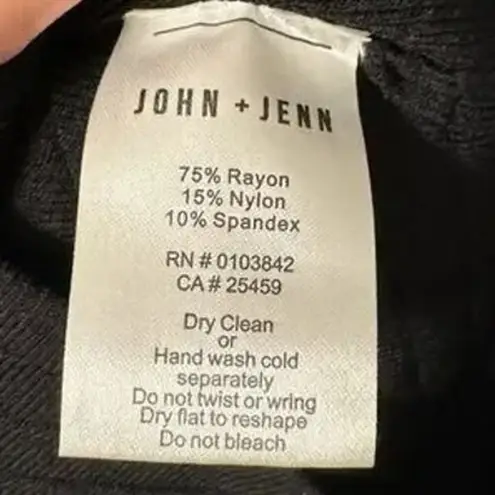 JOHN + JENN
75% Rayon
15% Nylon
10% Spandex
RN # 0103842
CA # 25459
Dry Clean
or
Hand wash cold
separately
Do not twist or wring
Dry flat to reshape
Do not bleach